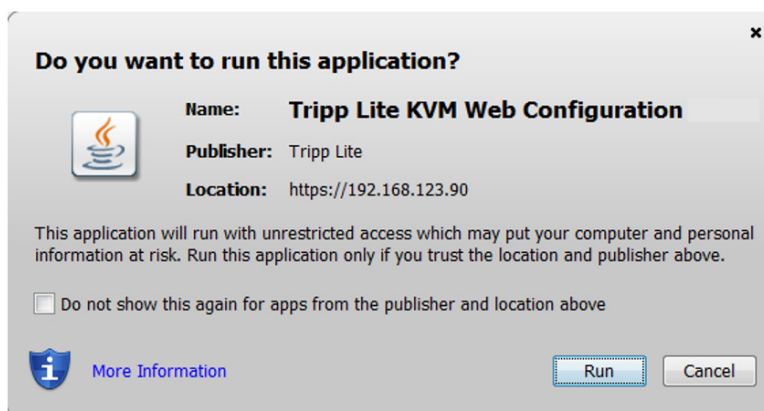 Do you want to run this application?
Name: Tripp Lite KVM Web Configuration
Publisher: Tripp Lite
Location: https://192.168.123.90
This application will run with unrestricted access which may put your computer and personal
information at risk. Run this application only if you trust the location and publisher above.
Do not show this again for apps from the publisher and location above
More Information
Run
Cancel